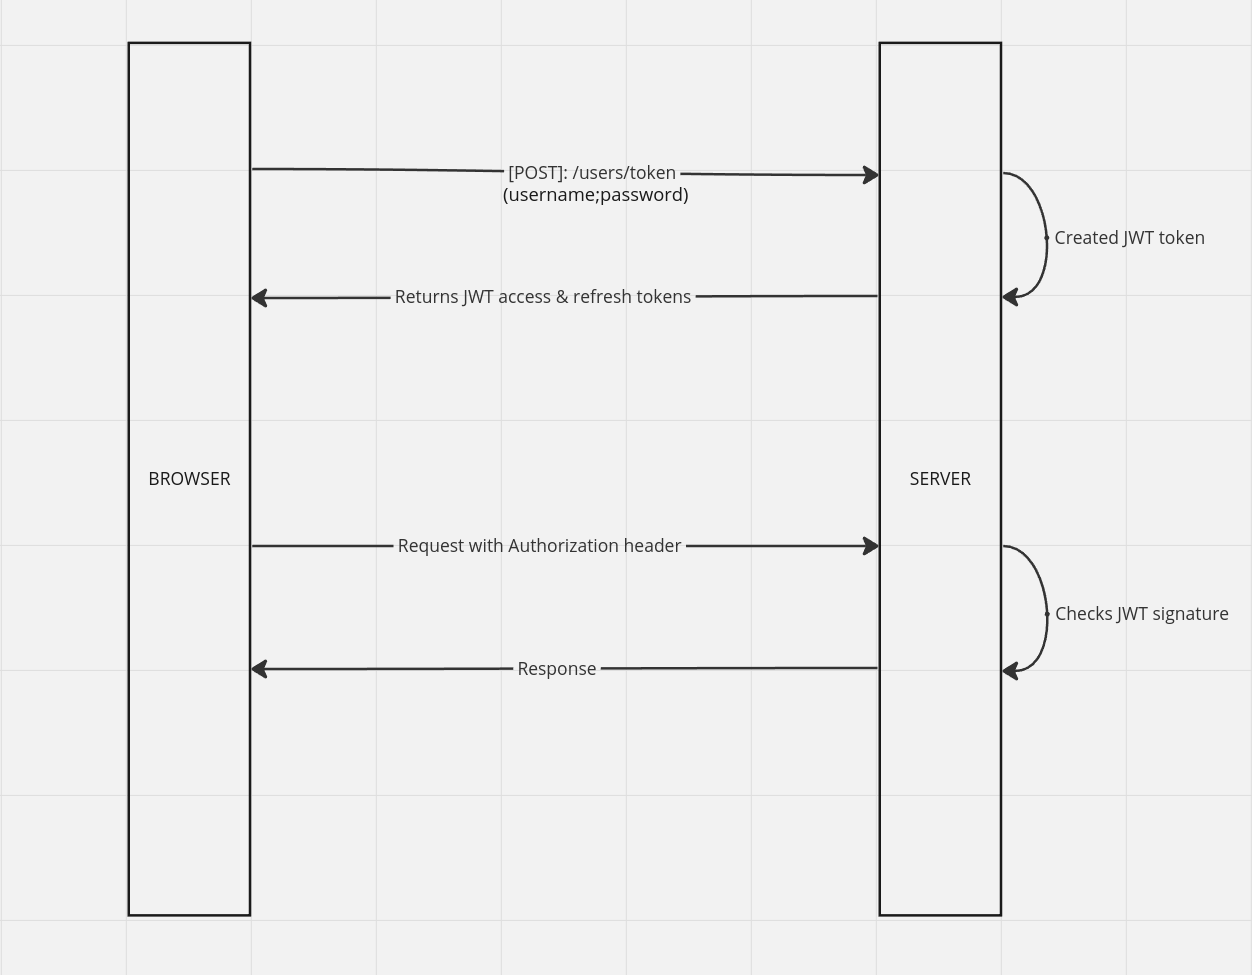 [POST]: /users/token
(username;password)
Created JWT token
Returns JWT access & refresh tokens
BROWSER
SERVER
Request with Authorization header
Checks JWT signature
Response